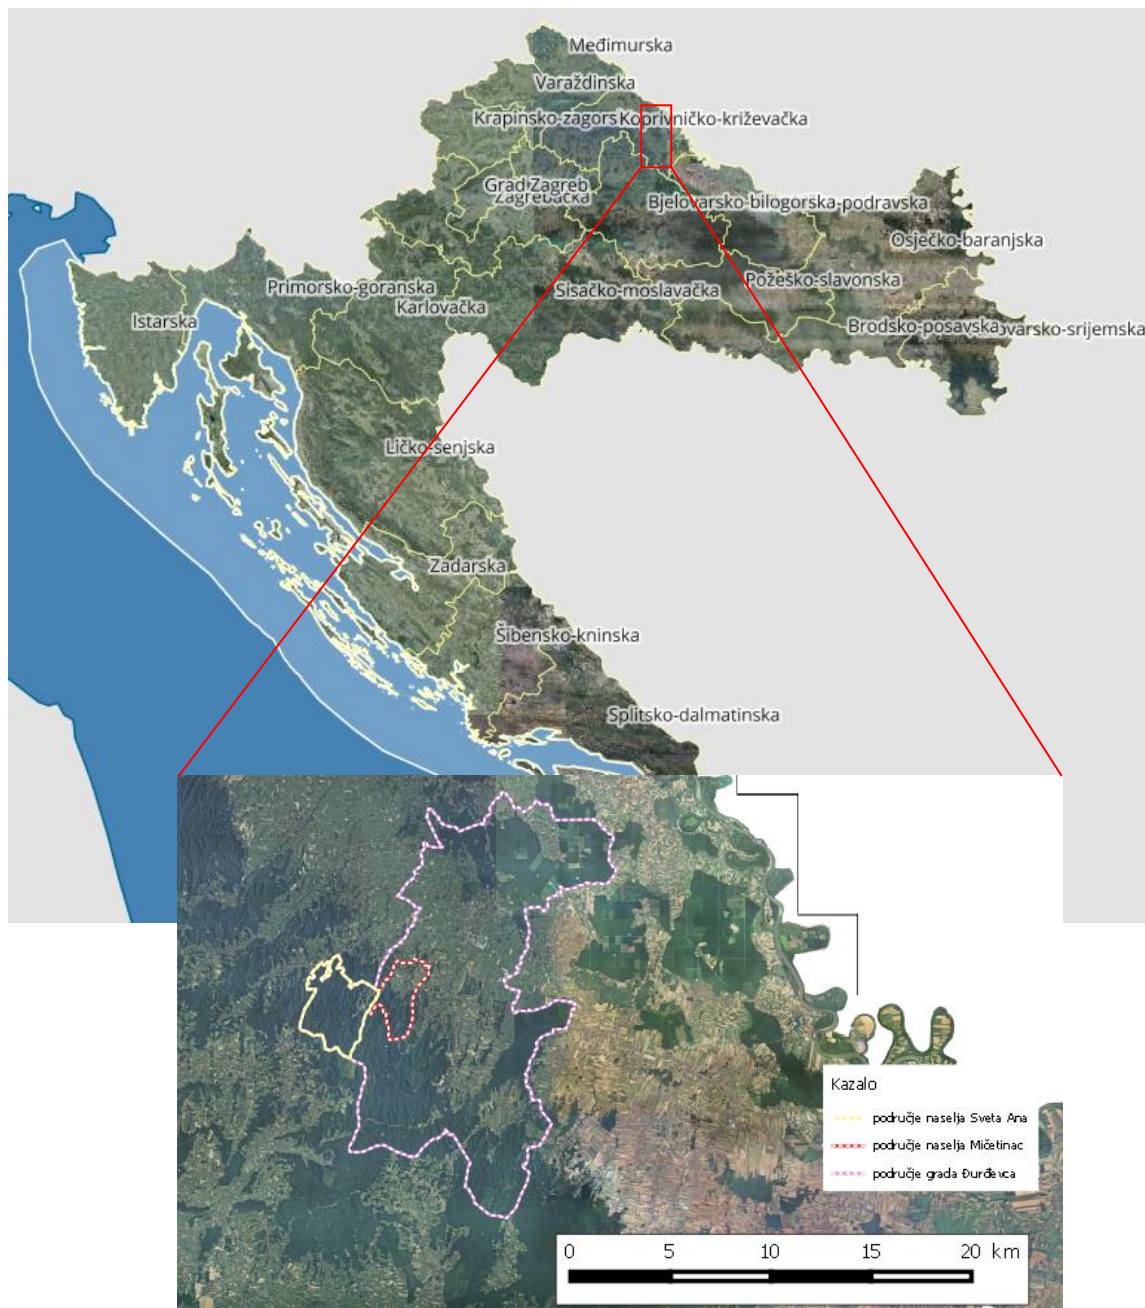 Međimurska
Varaždinska
Krapinsko-zagors
Koprivničko-križevačka
Grad Zagreb
Zagrebačka
Bjelovarsko-bilogorska-podravska
Osječko-baranjska
Primorsko-goranska
Karlovačka
Sisačko-moslavačka
Požeško-slavonska
Istarska
Brodsko-posavska
ovarsko-srijemska
Ličko-senjska
Zadarska
Šibensko-kninska
Splitsko-dalmatinska
Kazalo
područje naselja Sveta Ana
područje naselja Mičetinac
područje grada Đurđevca
0 5 10 15 20 km